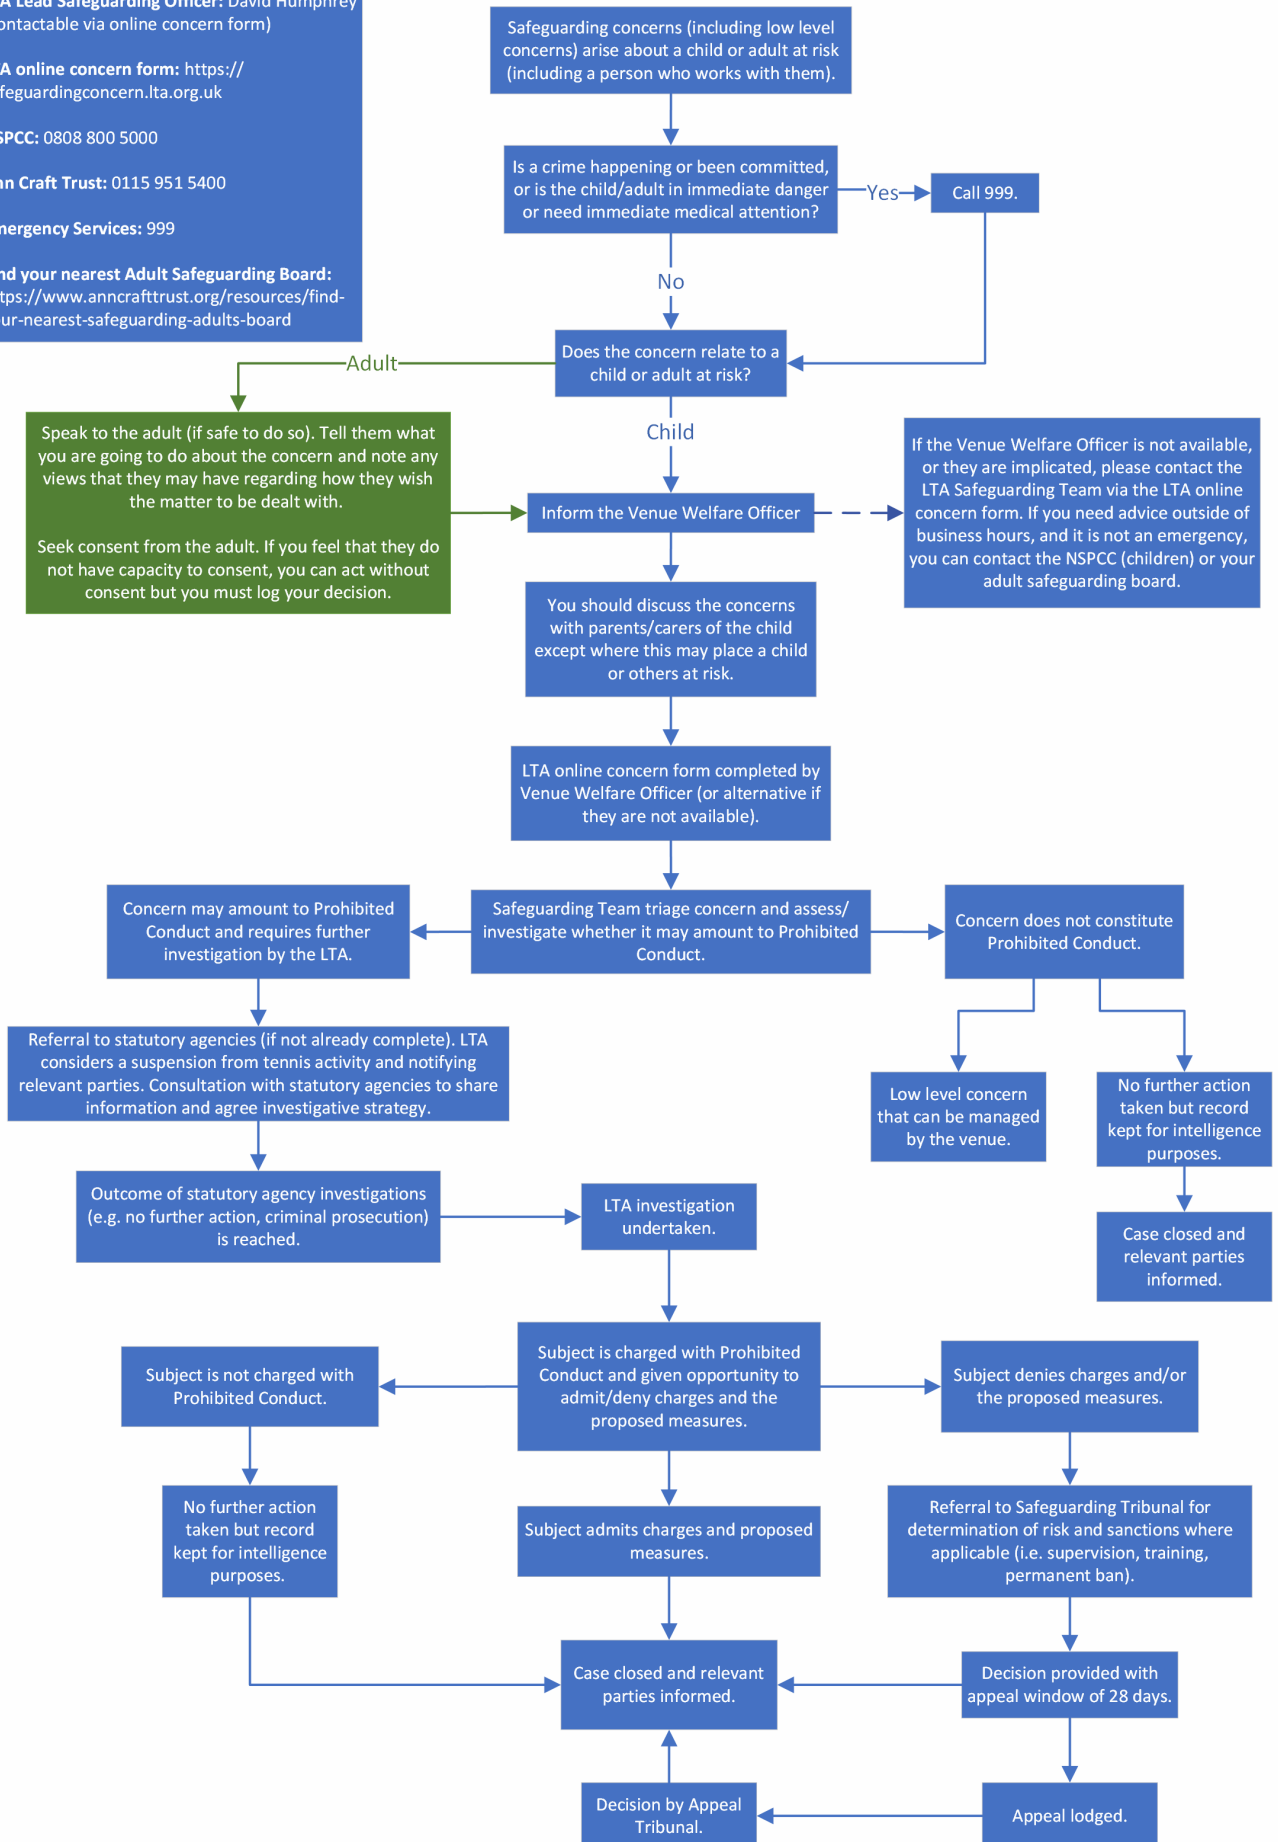 Lead Safeguarding Officer: David Humphrey
via online concern form)
online concern form: https://
feguardingconcern.lta.org.uk
SPCC: 0808 800 5000
nn Craft Trust: 0115 951 5400
mergency Services: 999
nd your nearest Adult Safeguarding Board:
tps://www.anncrafttrust.org/resources/find-
ur-nearest-safeguarding-adults-board
Safeguarding concerns (including low level
concerns) arise about a child or adult at risk
(including a person who works with them).
Is a crime happening or been committed,
or is the child/adult in immediate danger
or need immediate medical attention?
Yes
Call 999.
No
Does the concern relate to a
child or adult at risk?
Adult
Speak to the adult (if safe to do so). Tell them what
you are going to do about the concern and note any
views that they may have regarding how they wish
the matter to be dealt with.
Seek consent from the adult. If you feel that they do
not have capacity to consent, you can act without
consent but you must log your decision.
Child
Inform the Venue Welfare Officer
If the Venue Welfare Officer is not available,
or they are implicated, please contact the
LTA Safeguarding Team via the LTA online
concern form. If you need advice outside of
business hours, and it is not an emergency,
you can contact the NSPCC (children) or your
adult safeguarding board.
You should discuss the concerns
with parents/carers of the child
except where this may place a child
or others at risk.
LTA online concern form completed by
Venue Welfare Officer (or alternative if
they are not available).
Safeguarding Team triage concern and assess/
investigate whether it may amount to Prohibited
Conduct.
Concern may amount to Prohibited
Conduct and requires further
investigation by the LTA.
Concern does not constitute
Prohibited Conduct.
Referral to statutory agencies (if not already complete). LTA
considers a suspension from tennis activity and notifying
relevant parties. Consultation with statutory agencies to share
information and agree investigative strategy.
Low level concern
that can be managed
by the venue.
No further action
taken but record
kept for intelligence
purposes.
Outcome of statutory agency investigations
(e.g. no further action, criminal prosecution)
is reached.
LTA investigation
undertaken.
Case closed and
relevant parties
informed.
Subject is charged with Prohibited
Conduct and given opportunity to
admit/deny charges and the
proposed measures.
Subject is not charged with
Prohibited Conduct.
Subject denies charges and/or
the proposed measures.
No further action
taken but record
kept for intelligence
purposes.
Subject admits charges and proposed
measures.
Referral to Safeguarding Tribunal for
determination of risk and sanctions where
applicable (i.e. supervision, training,
permanent ban).
Case closed and relevant
parties informed.
Decision provided with
appeal window of 28 days.
Decision by Appeal
Tribunal.
Appeal lodged.